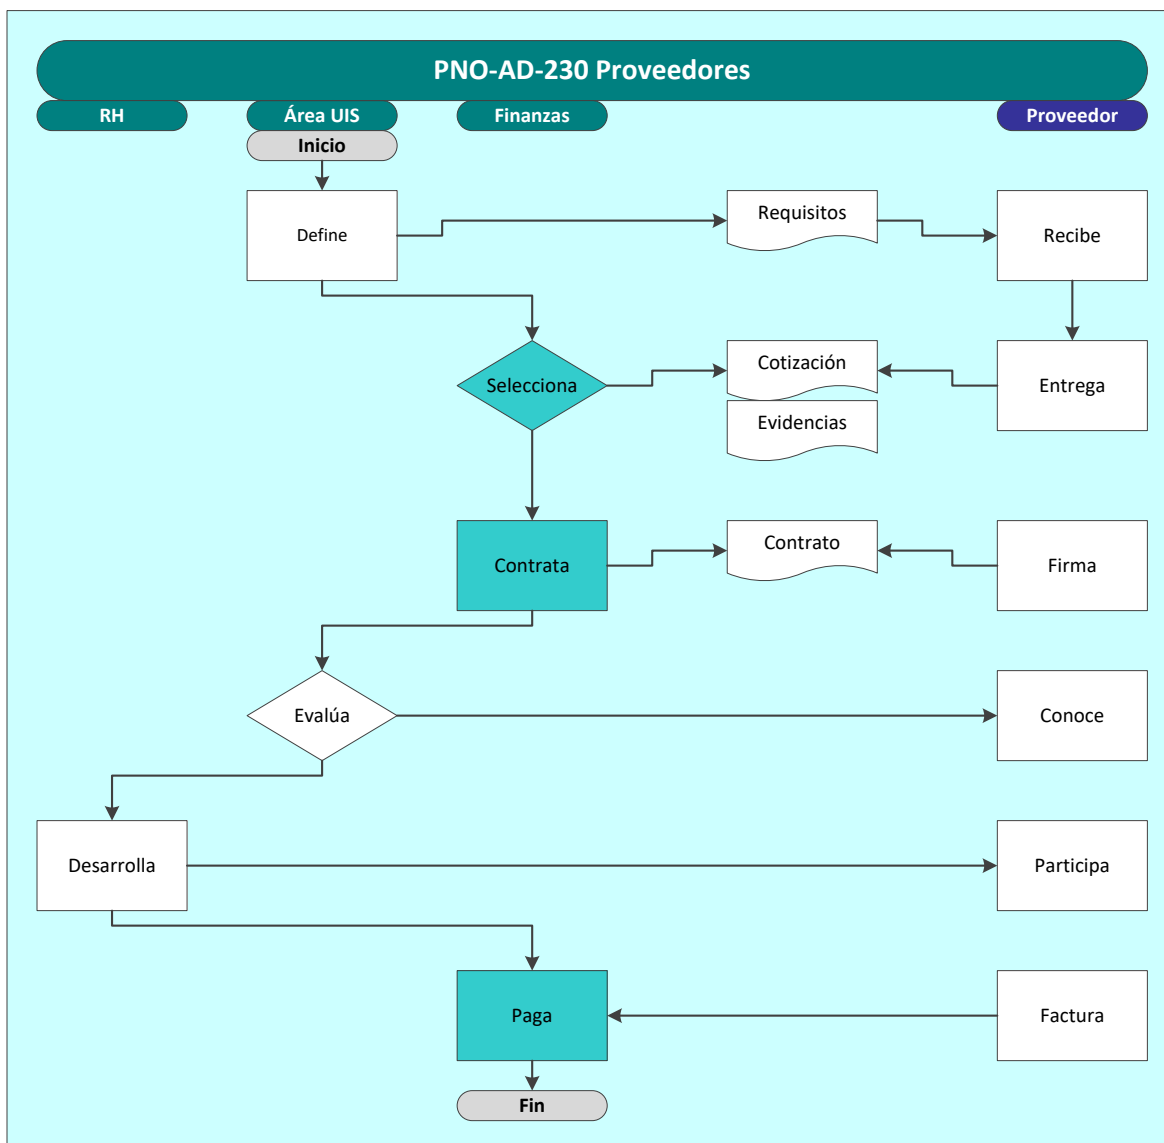 PNO-AD-230 Proveedores
RH
Área UIS
Finanzas
Proveedor
Inicio
Define
Requisitos
Recibe
Selecciona
Cotización
Entrega
Evidencias
Contrata
Contrato
Firma
Evalúa
Conoce
Desarrolla
Participa
Paga
Factura
Fin